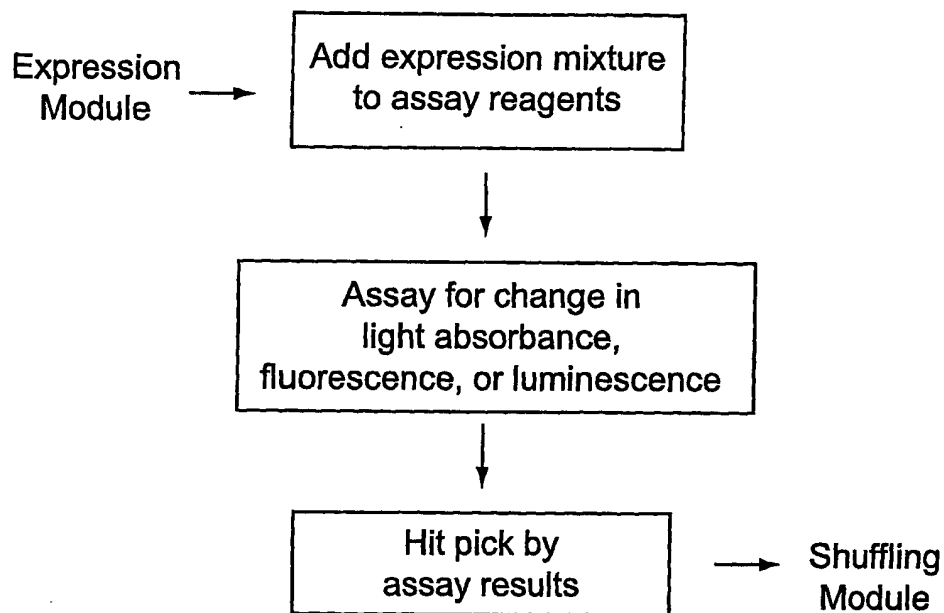 Expression
Module
Add expression mixture
to assay reagents
Assay for change in
light absorbance,
fluorescence, or luminescence
Hit pick by
assay results
Shuffling
Module